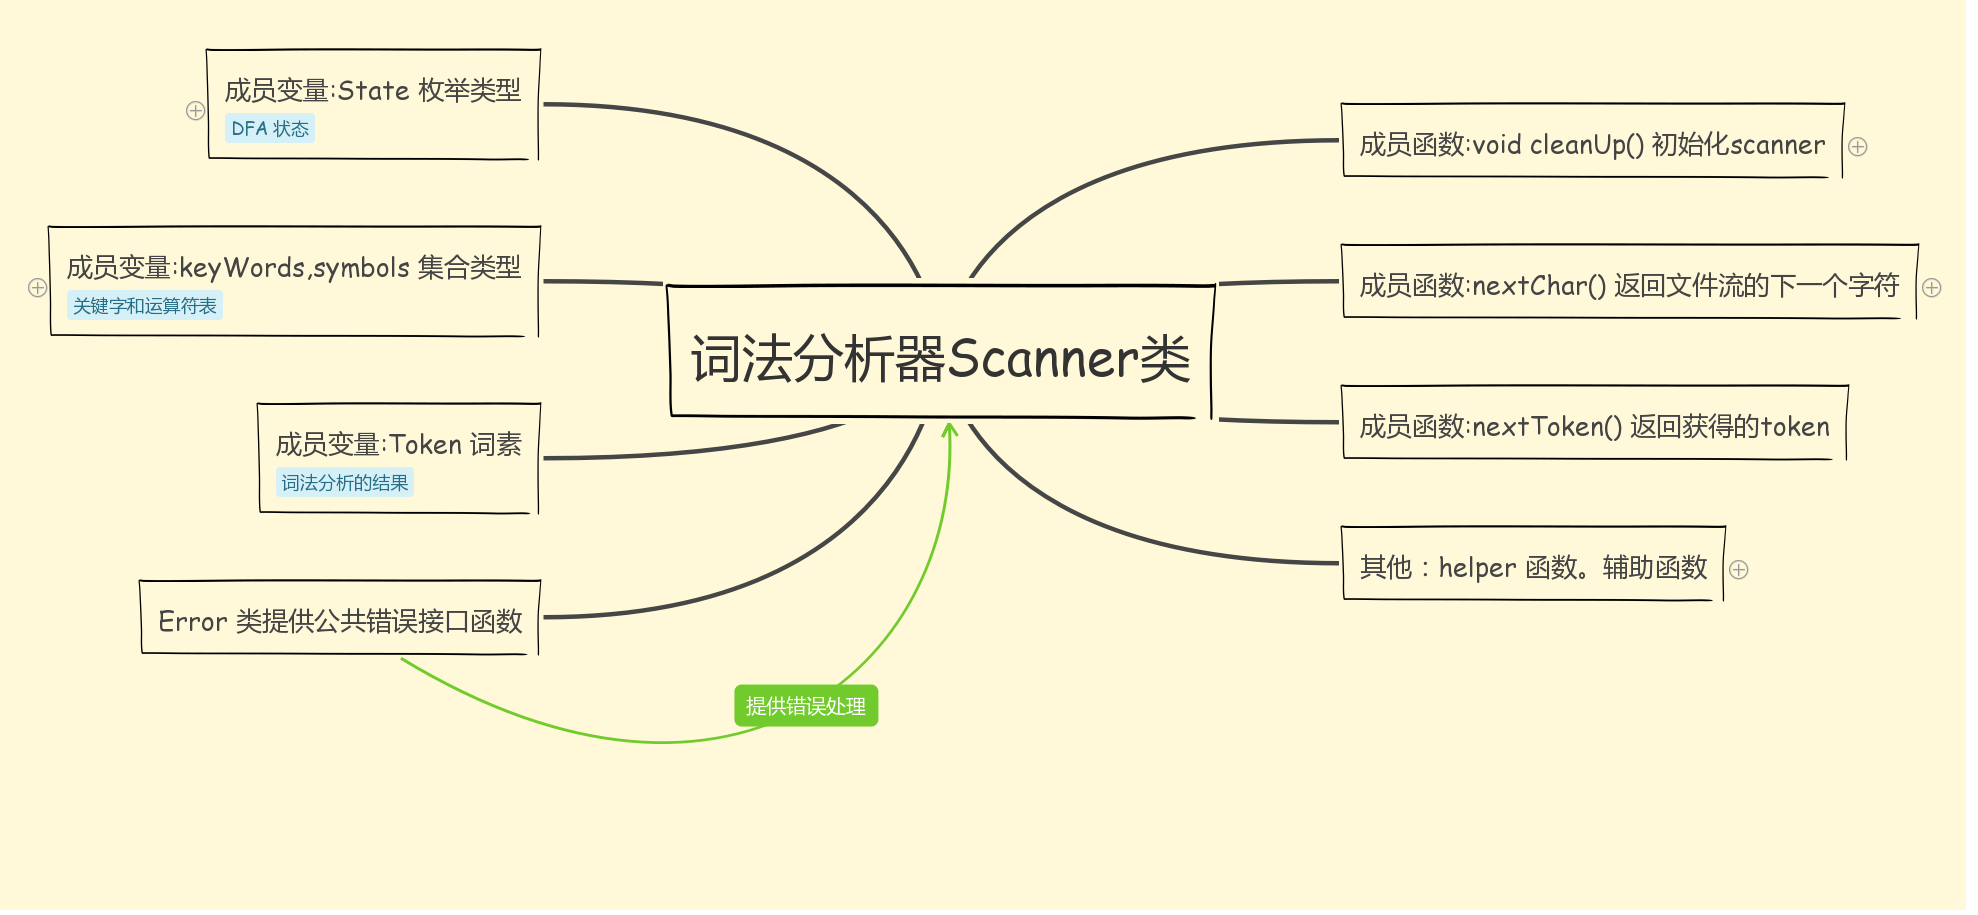 词法分析器Scanner类
成员变量:State 枚举类型
DFA 状态
成员变量:keyWords,symbols 集合类型
关键字和运算符表
成员变量:Token 词素
词法分析的结果
Error 类提供公共错误接口函数
提供错误处理
成员函数:void cleanUp() 初始化scanner
成员函数:nextChar() 返回文件流的下一个字符
成员函数:nextToken() 返回获得的token
其他：helper 函数。辅助函数